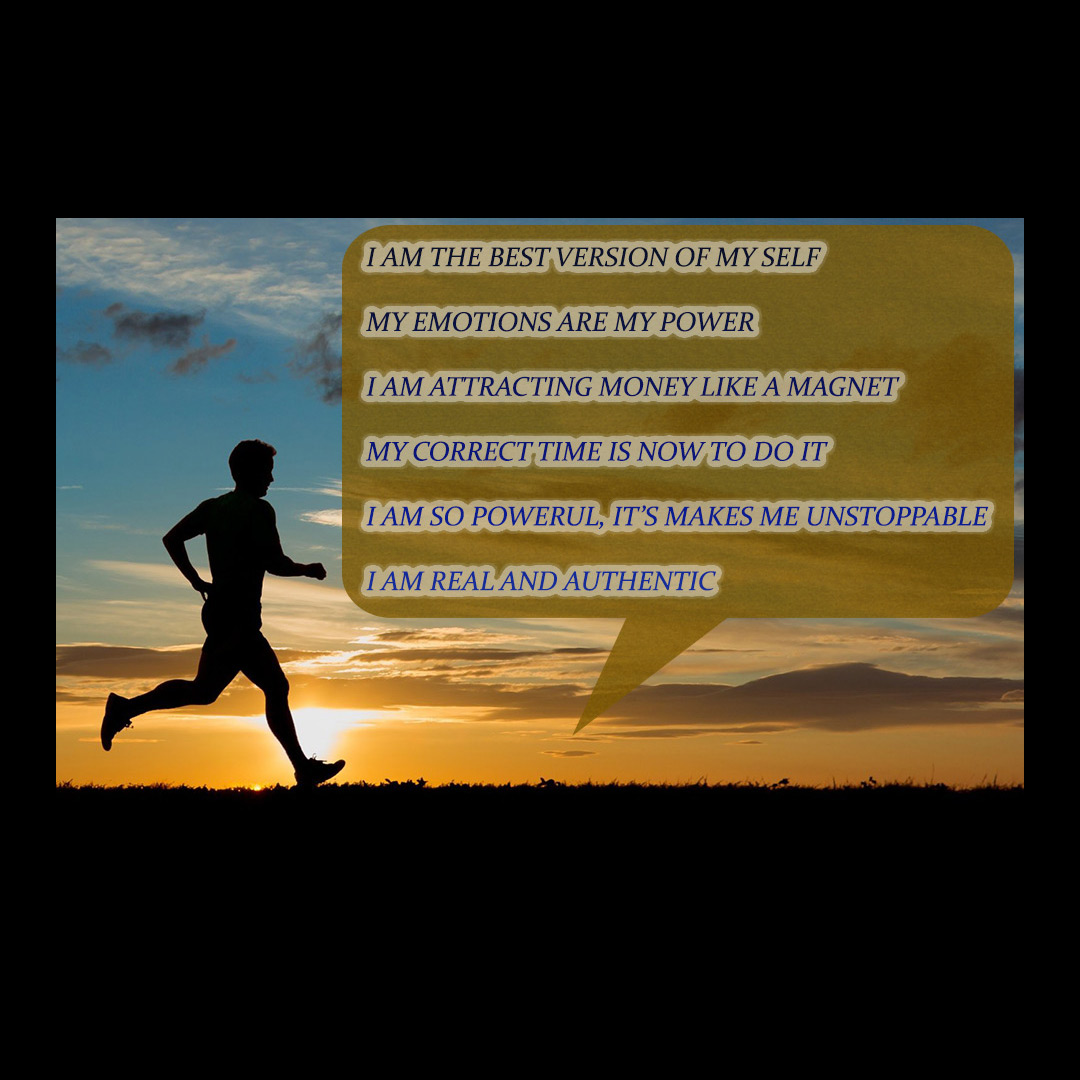 I AM THE BEST VERSION OF MY SELF
MY EMOTIONS ARE MY POWER
I AM ATTRACTING MONEY LIKE A MAGNET
MY CORRECT TIME IS NOW TO DO IT
I AM SO POWERUL, IT’S MAKES ME UNSTOPPABLE
I AM REAL AND AUTHENTIC